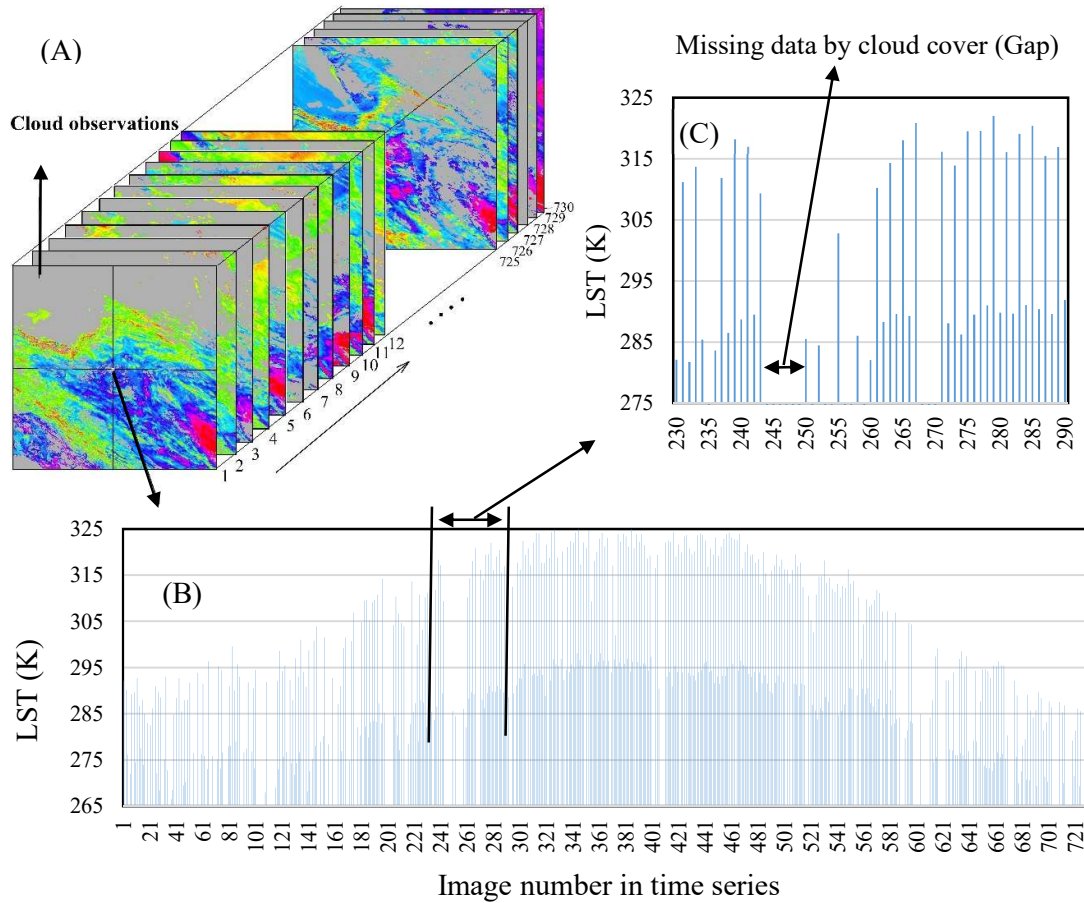 (A)
Cloud observations
1 2 3 4 5 6 7 8 9 10 11 12
725 726 727 728 729 730
Missing data by cloud cover (Gap)
(C)
LST (K)
325
315
305
295
285
275
230 235 240 245 250 255 260 265 270 275 280 285 290
(B)
LST (K)
325
315
305
295
285
275
265
1 21 41 61 81 101 121 141 161 181 201 221 241 261 281 301 321 341 361 381 401 421 441 461 481 501 521 541 561 581 601 621 641 661 681 701 721
Image number in time series